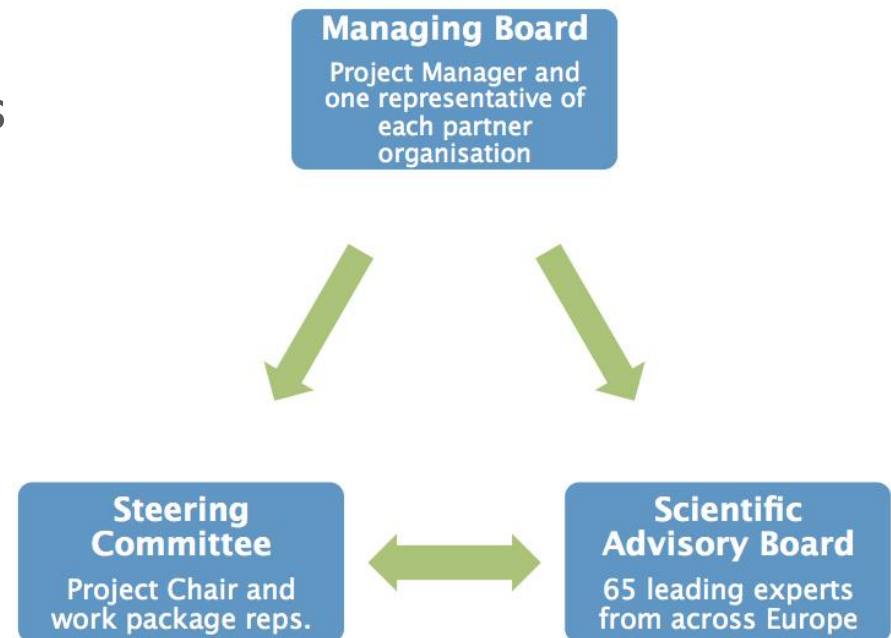 Managing Board
Project Manager and
one representative of
each partner
organisation
s
Steering
Committee
Project Chair and
work package reps.
Scientific
Advisory Board
65 leading experts
from across Europe